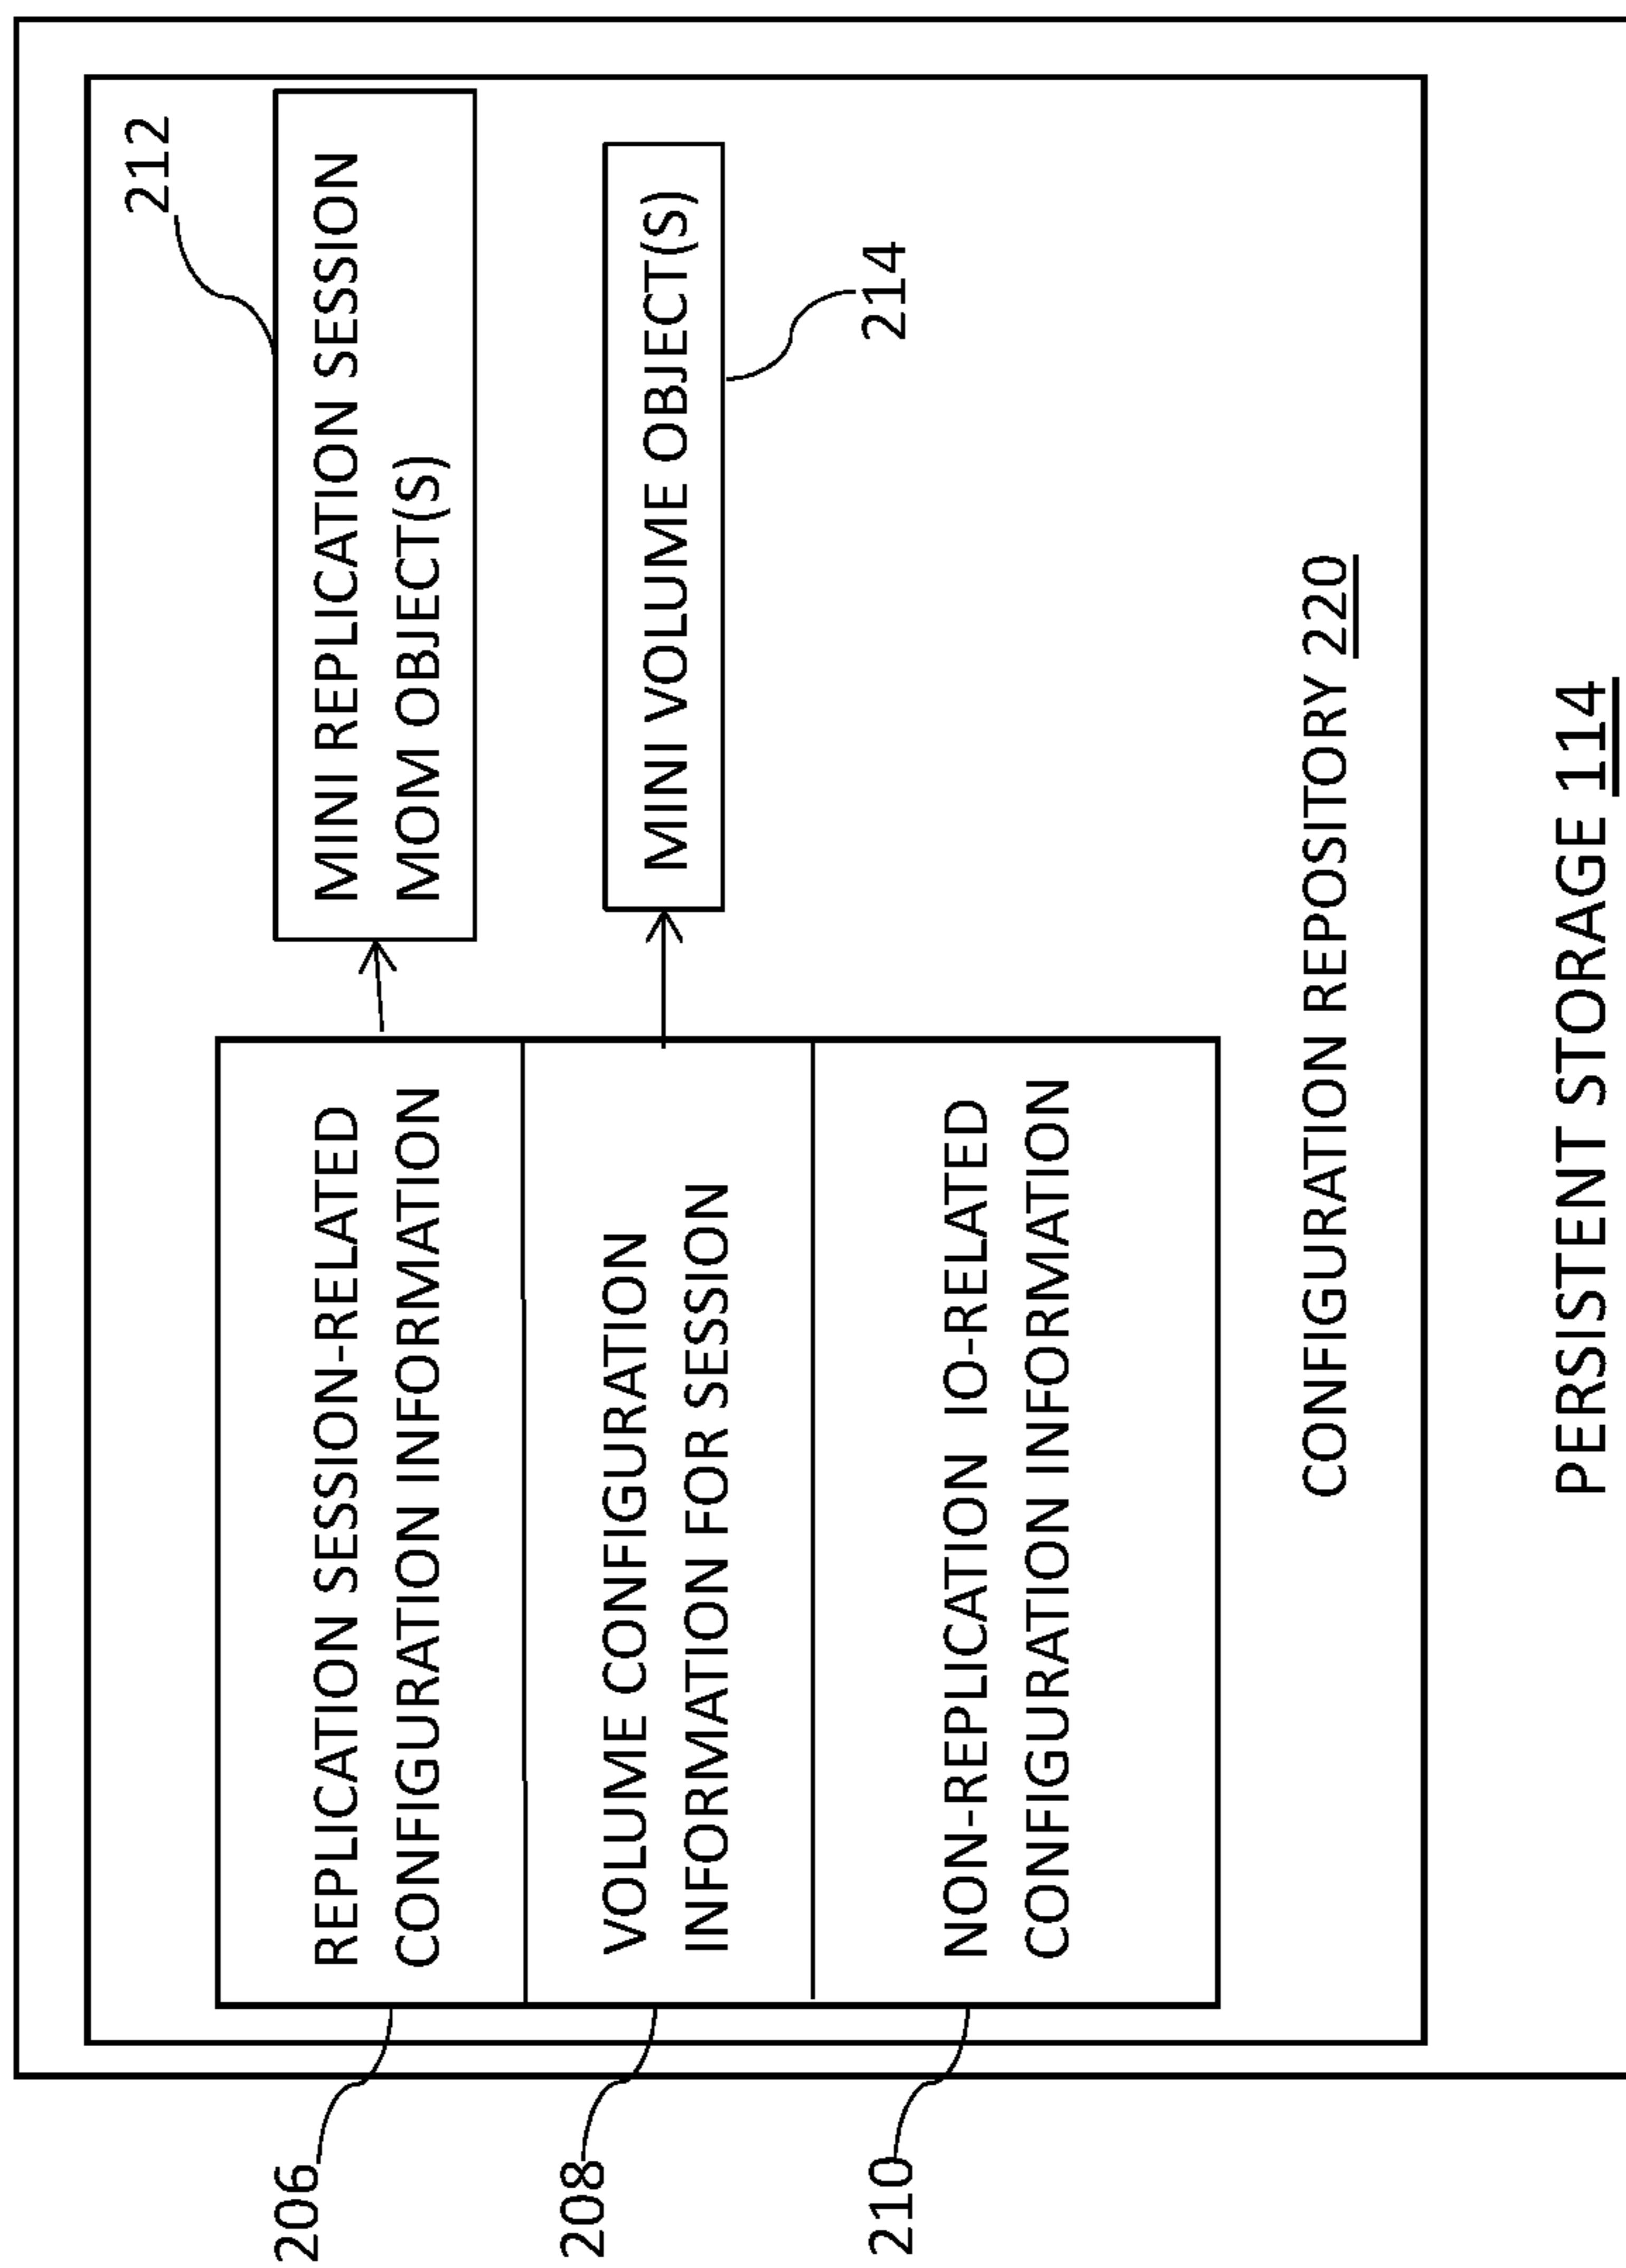 212
MINI REPLICATION SESSION
MOM OBJECT(S)
MINI VOLUME OBJECT(S)
214
206
REPLICATION SESSION-RELATED
CONFIGURATION INFORMATION
208
VOLUME CONFIGURATION
INFORMATION FOR SESSION
210
NON-REPLICATION IO-RELATED
CONFIGURATION INFORMATION
CONFIGURATION REPOSITORY 220
PERSISTENT STORAGE 114